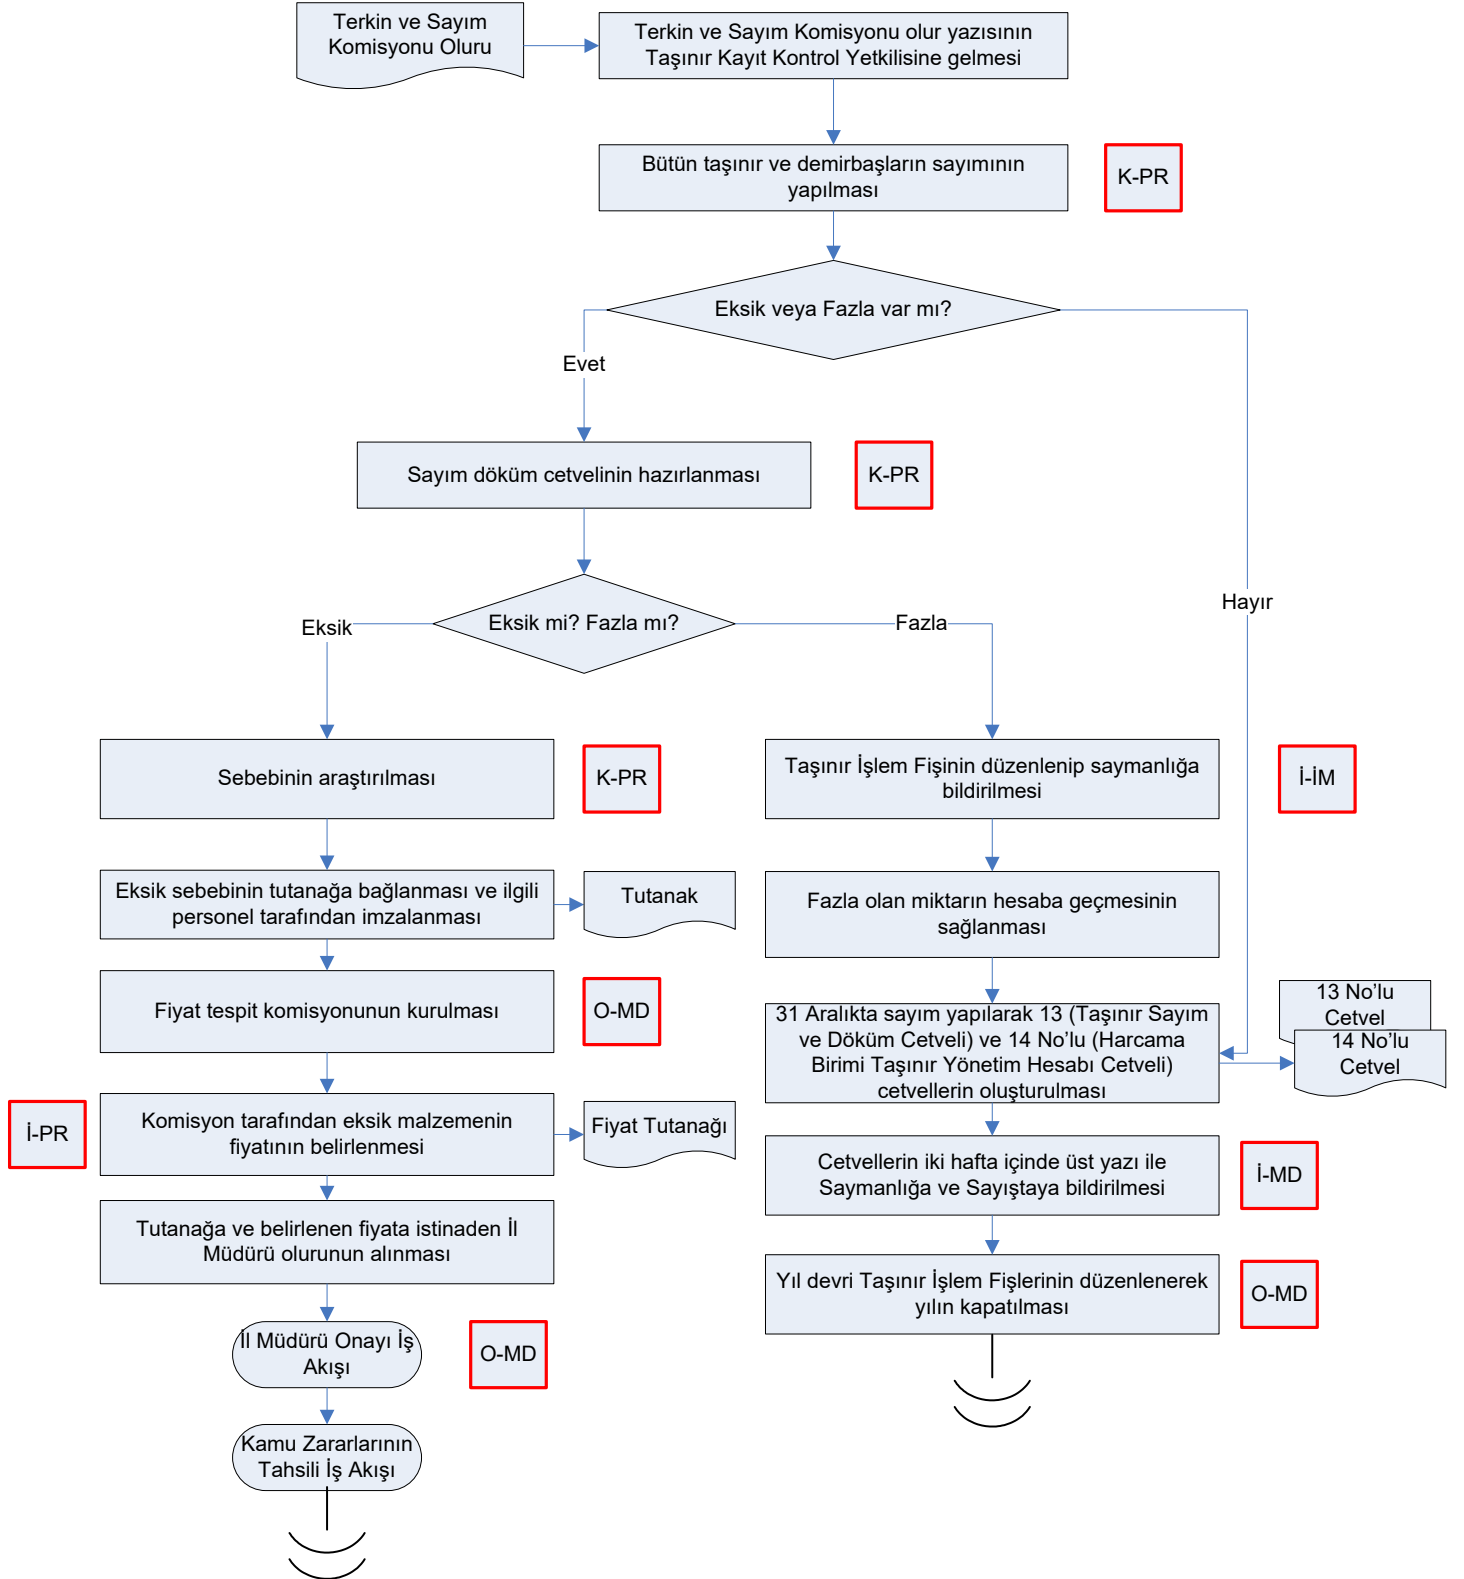 Terkin ve Sayım
Komisyonu Oluru
Terkin ve Sayım Komisyonu olur yazısının
Taşınır Kayıt Kontrol Yetkilisine gelmesi
Bütün taşınır ve demirbaşların sayımının
yapılması
K-PR
Eksik veya Fazla var mı?
Evet
Hayır
Sayım döküm cetvelinin hazırlanması
K-PR
Eksik mi? Fazla mı?
Eksik
Fazla
Sebebinin araştırılması
K-PR
Eksik sebebinin tutanağa bağlanması ve ilgili
personel tarafından imzalanması
Tutanak
Fiyat tespit komisyonunun kurulması
O-MD
İ-PR
Komisyon tarafından eksik malzemenin
fiyatının belirlenmesi
Fiyat Tutanağı
Tutanağa ve belirlenen fiyata istinaden İl
Müdürü olurunun alınması
İl Müdürü Onayı İş
Akışı
O-MD
Kamu Zararlarının
Tahsili İş Akışı
Taşınır İşlem Fişinin düzenlenip saymanlığa
bildirilmesi
İ-İM
Fazla olan miktarın hesaba geçmesinin
sağlanması
31 Aralıkta sayım yapılarak 13 (Taşınır Sayım
ve Döküm Cetveli) ve 14 No’lu (Harcama
Birimi Taşınır Yönetim Hesabı Cetveli)
cetvellerin oluşturulması
13 No’lu
Cetvel
14 No’lu
Cetvel
Cetvellerin iki hafta içinde üst yazı ile
Saymanlığa ve Sayıştaya bildirilmesi
İ-MD
Yıl devri Taşınır İşlem Fişlerinin düzenlenerek
yılın kapatılması
O-MD